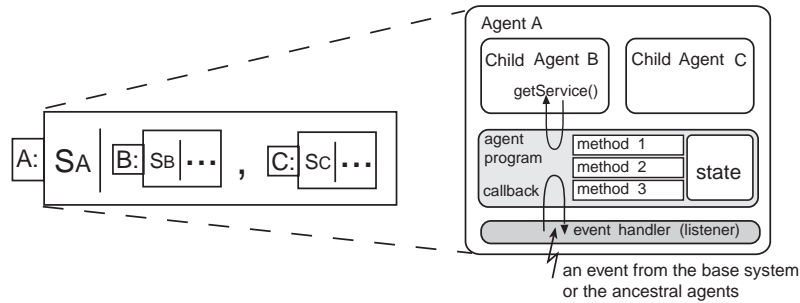 A: SA B: SB ... , C: SC ...
Agent A
Child Agent B
Child Agent C
getService()
agent
program
callback
method 1
method 2
method 3
state
event handler (listener)
an event from the base system
or the ancestral agents